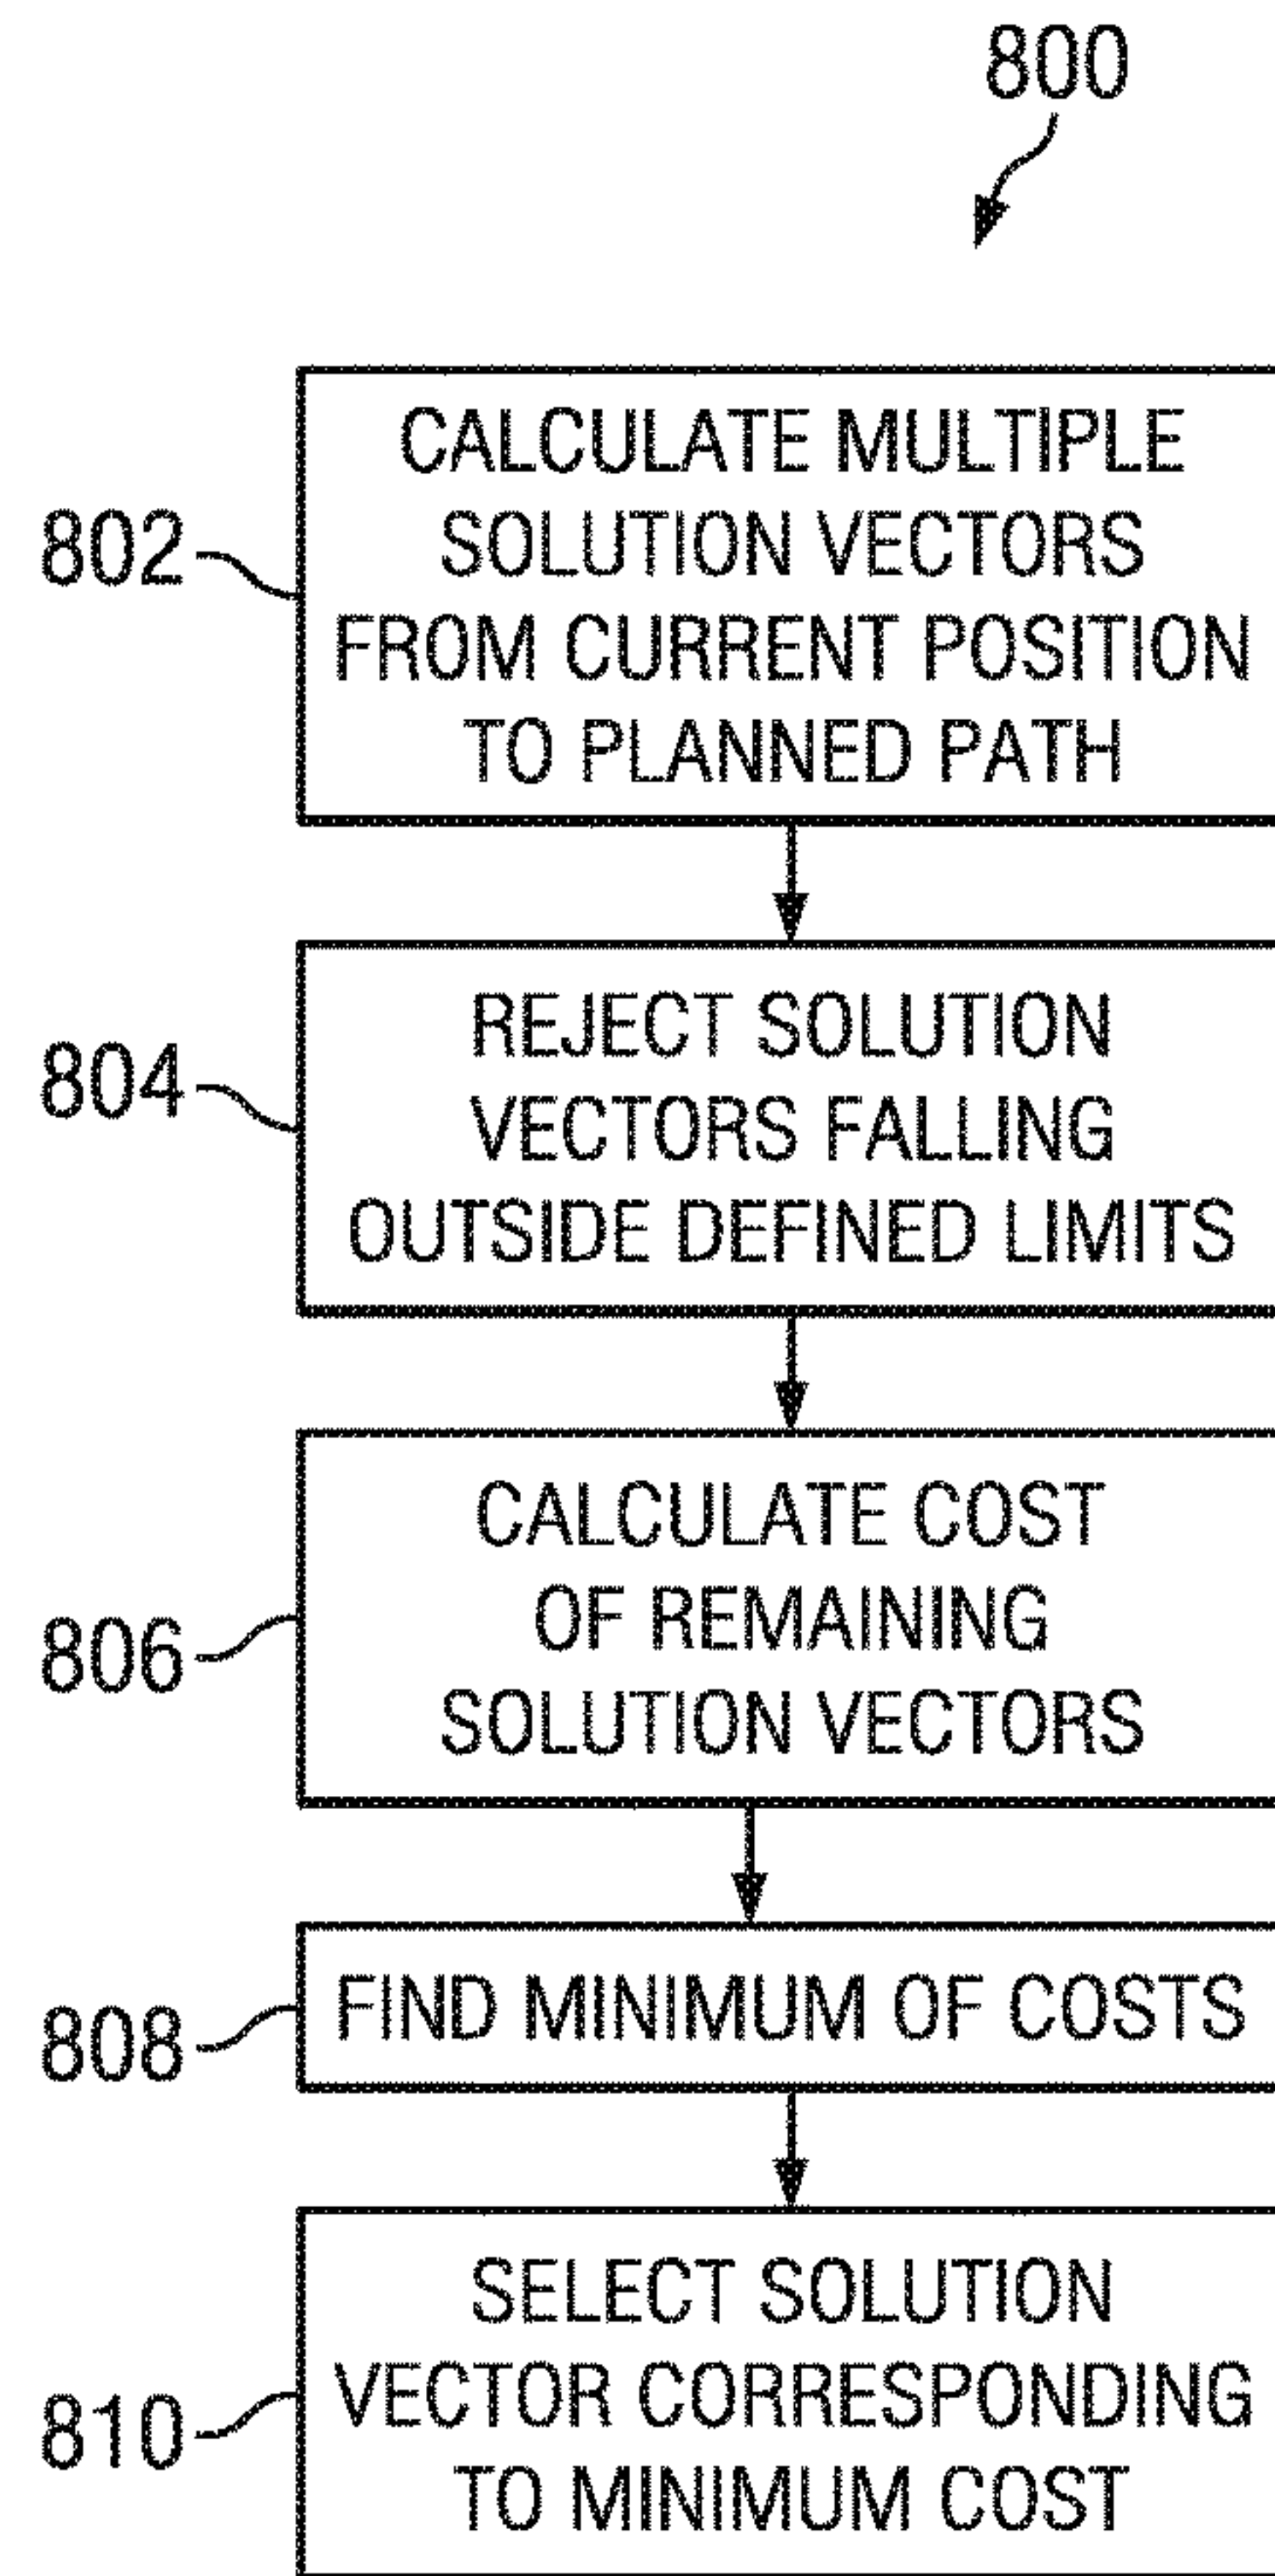 800
802
CALCULATE MULTIPLE
SOLUTION VECTORS
FROM CURRENT POSITION
TO PLANNED PATH
804
REJECT SOLUTION
VECTORS FALLING
OUTSIDE DEFINED LIMITS
806
CALCULATE COST
OF REMAINING
SOLUTION VECTORS
808
FIND MINIMUM OF COSTS
810
SELECT SOLUTION
VECTOR CORRESPONDING
TO MINIMUM COST